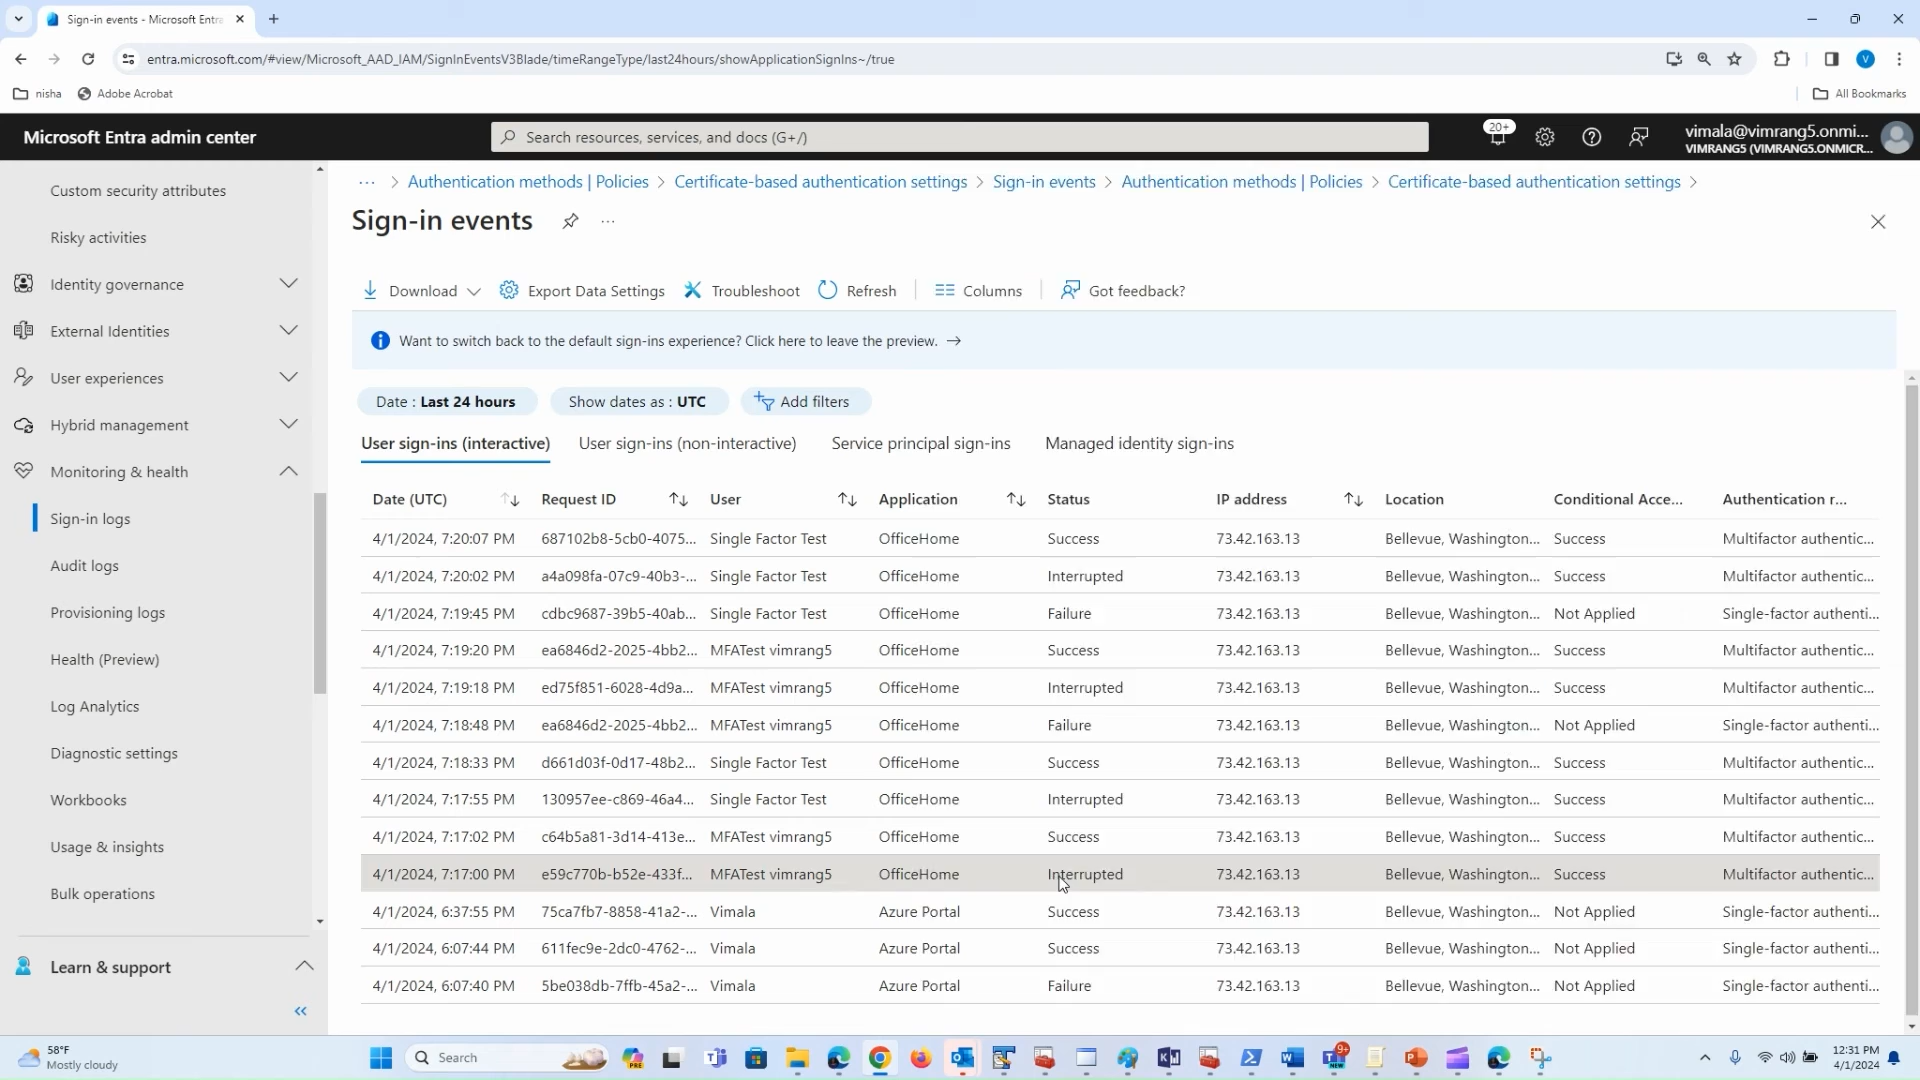 Sign-in events - Microsoft Entra
entra.microsoft.com/#view/Microsoft_AAD_IAM/SignInEventsV3Blade/timeRangeType/last24hours/showApplicationSignIns~/true
V
nisha
Adobe Acrobat
All Bookmarks
Microsoft Entra admin center
Search resources, services, and docs (G+/)
20+
vimala@vimrang5.onmi...
VIMRANG5 (VIMRANG5.ONMICR...
Custom security attributes
Risky activities
Identity governance
External Identities
User experiences
Hybrid management
Monitoring & health
Sign-in logs
Audit logs
Provisioning logs
Health (Preview)
Log Analytics
Diagnostic settings
Workbooks
Usage & insights
Bulk operations
Learn & support
... > Authentication methods | Policies > Certificate-based authentication settings > Sign-in events > Authentication methods | Policies > Certificate-based authentication settings >
Sign-in events ...
Download Export Data Settings Troubleshoot Refresh Columns Got feedback?
Want to switch back to the default sign-ins experience? Click here to leave the preview. →
Date : Last 24 hours Show dates as : UTC Add filters
User sign-ins (interactive) User sign-ins (non-interactive) Service principal sign-ins Managed identity sign-ins
Date (UTC) Request ID User Application Status IP address Location Conditional Acce... Authentication r...
4/1/2024, 7:20:07 PM 687102b8-5cb0-4075... Single Factor Test OfficeHome Success 73.42.163.13 Bellevue, Washington... Success Multifactor authentic...
4/1/2024, 7:20:02 PM a4a098fa-07c9-40b3-... Single Factor Test OfficeHome Interrupted 73.42.163.13 Bellevue, Washington... Success Multifactor authentic...
4/1/2024, 7:19:45 PM cdbc9687-39b5-40ab... Single Factor Test OfficeHome Failure 73.42.163.13 Bellevue, Washington... Not Applied Single-factor authenti...
4/1/2024, 7:19:20 PM ea6846d2-2025-4bb2... MFATest vimrang5 OfficeHome Success 73.42.163.13 Bellevue, Washington... Success Multifactor authentic...
4/1/2024, 7:19:18 PM ed75f851-6028-4d9a... MFATest vimrang5 OfficeHome Interrupted 73.42.163.13 Bellevue, Washington... Success Multifactor authentic...
4/1/2024, 7:18:48 PM ea6846d2-2025-4bb2... MFATest vimrang5 OfficeHome Failure 73.42.163.13 Bellevue, Washington... Not Applied Single-factor authenti...
4/1/2024, 7:18:33 PM d661d03f-0d17-48b2... Single Factor Test OfficeHome Success 73.42.163.13 Bellevue, Washington... Success Multifactor authentic...
4/1/2024, 7:17:55 PM 130957ee-c869-46a4... Single Factor Test OfficeHome Interrupted 73.42.163.13 Bellevue, Washington... Success Multifactor authentic...
4/1/2024, 7:17:02 PM c64b5a81-3d14-413e... MFATest vimrang5 OfficeHome Success 73.42.163.13 Bellevue, Washington... Success Multifactor authentic...
4/1/2024, 7:17:00 PM e59c770b-b52e-433f... MFATest vimrang5 OfficeHome Interrupted 73.42.163.13 Bellevue, Washington... Success Multifactor authentic...
4/1/2024, 6:37:55 PM 75ca7fb7-8858-41a2-... Vimala Azure Portal Success 73.42.163.13 Bellevue, Washington... Not Applied Single-factor authenti...
4/1/2024, 6:07:44 PM 611fec9e-2dc0-4762-... Vimala Azure Portal Success 73.42.163.13 Bellevue, Washington... Not Applied Single-factor authenti...
4/1/2024, 6:07:40 PM 5be038db-7ffb-45a2-... Vimala Azure Portal Failure 73.42.163.13 Bellevue, Washington... Not Applied Single-factor authenti...
58°F
Mostly cloudy
Search
PRE
9+
NEW
12:31 PM
4/1/2024